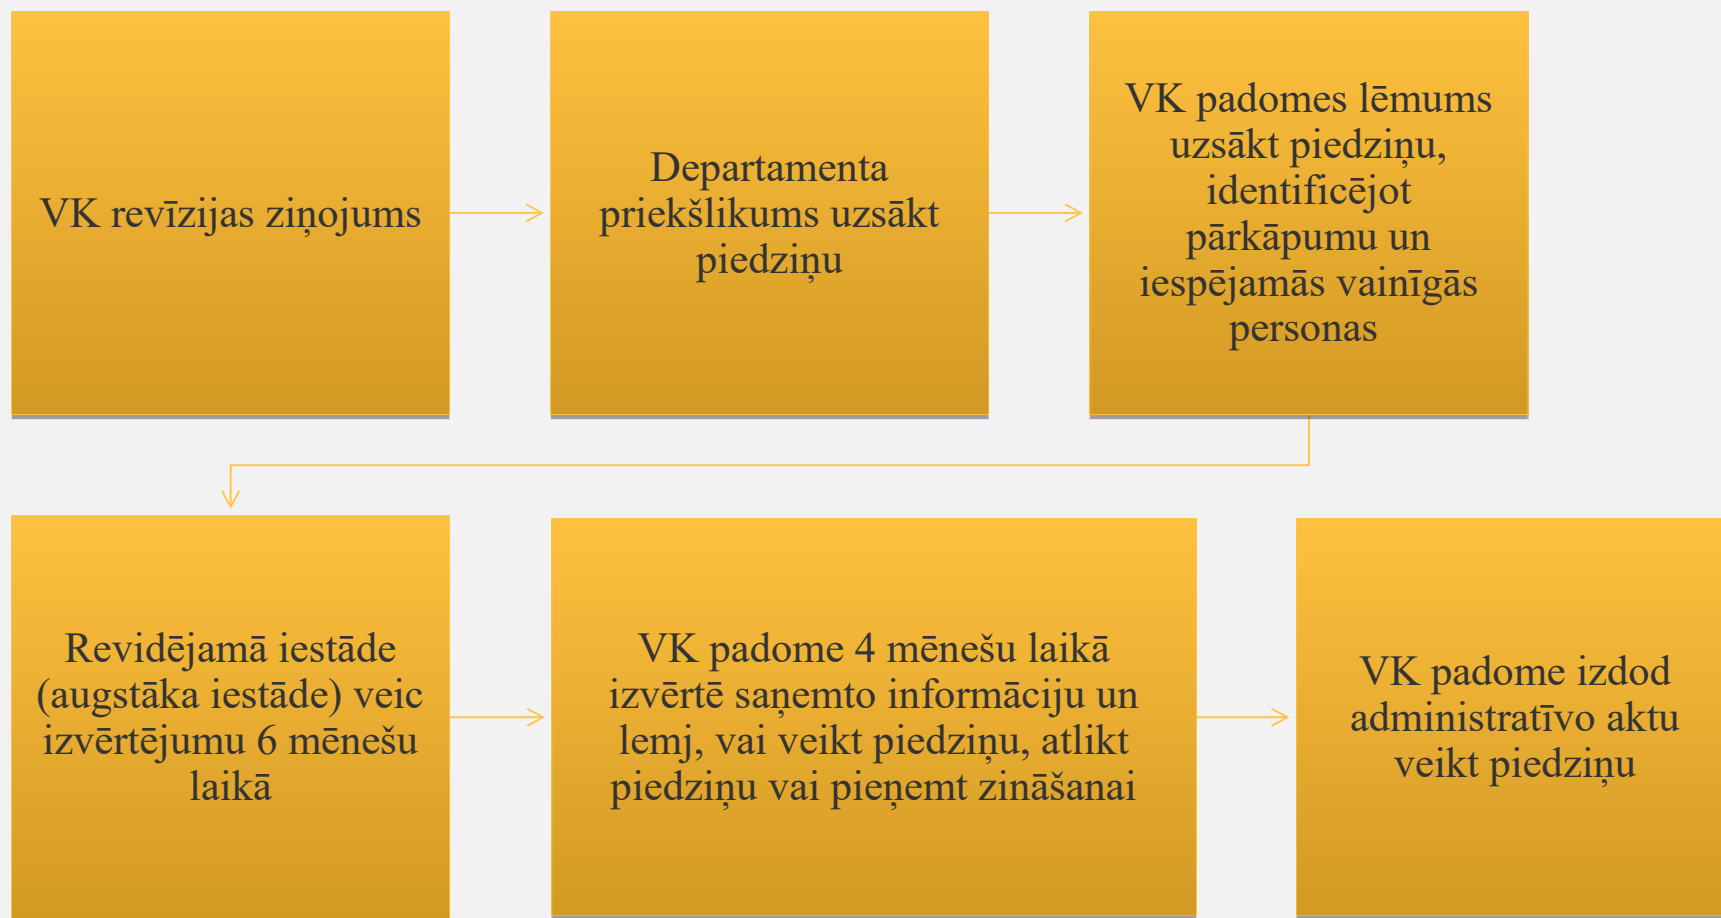 VK revīzijas ziņojums
Departamenta
priekšlikums uzsākt
piedziņu
VK padomes lēmums
uzsākt piedziņu,
identificējot
pārkāpumu un
iespējamās vainīgās
personas
Revidējamā iestāde
(augstāka iestāde) veic
izvērtējumu 6 mēnešu
laikā
VK padome 4 mēnešu laikā
izvērtē saņemto informāciju un
lemj, vai veikt piedziņu, atlikt
piedziņu vai pieņemt zināšanai
VK padome izdod
administratīvo aktu
veikt piedziņu